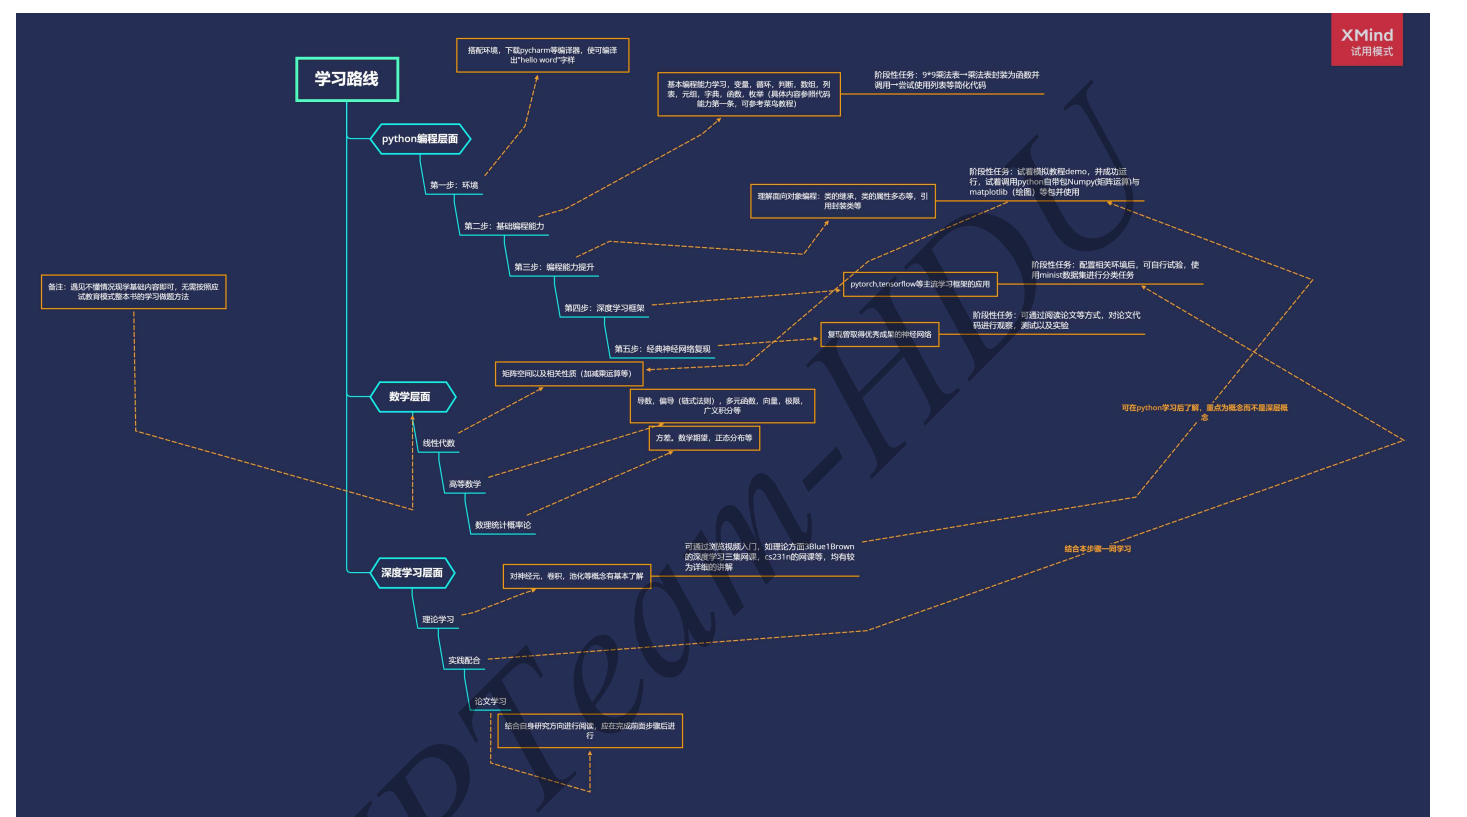 XMind
试用模式
学习路线
搭配环境，下载pycharm等编译器，使可编译
出"hello word"字样
基本编程能力学习，变量，循环，判断，数组，列
表，元组，字典，函数，枚举（具体内容参照代码
能力第一条，可参考菜鸟教程）
阶段性任务：9*9乘法表→乘法表封装为函数并
调用→尝试使用列表等简化代码
python编程层面
第一步：环境
第二步：基础编程能力
理解面向对象编程：类的继承，类的属性多态等，引
用封装类等
阶段性任务：试着模拟教程demo，并成功运
行，试着调用python自带包Numpy(矩阵运算)与
matplotlib（绘图）等包并使用
第三步：编程能力提升
备注：遇见不懂情况现学基础内容即可，无需按照应
试教育模式整本书的学习做题方法
第四步：深度学习框架
pytorch,tensorflow等主流学习框架的应用
阶段性任务：配置相关环境后，可自行试验，使
用minist数据集进行分类任务
第五步：经典神经网络复现
复现曾取得优秀成果的神经网络
阶段性任务：可通过阅读论文等方式，对论文代
码进行观察，测试以及实验
矩阵空间以及相关性质（加减乘运算等）
数学层面
导数，偏导（链式法则），多元函数，向量，极限，
广义积分等
可在python学习后了解，重点为概念而不是深层概
念
线性代数
方差。数学期望，正态分布等
高等数学
数理统计概率论
可通过浏览视频入门，如理论方面3Blue1Brown
的深度学习三集网课，cs231n的网课等，均有较
为详细的讲解
结合本步骤一同学习
深度学习层面
对神经元，卷积，池化等概念有基本了解
理论学习
实践配合
论文学习
结合自身研究方向进行阅读，应在完成前面步骤后进
行
PTeam-HDU